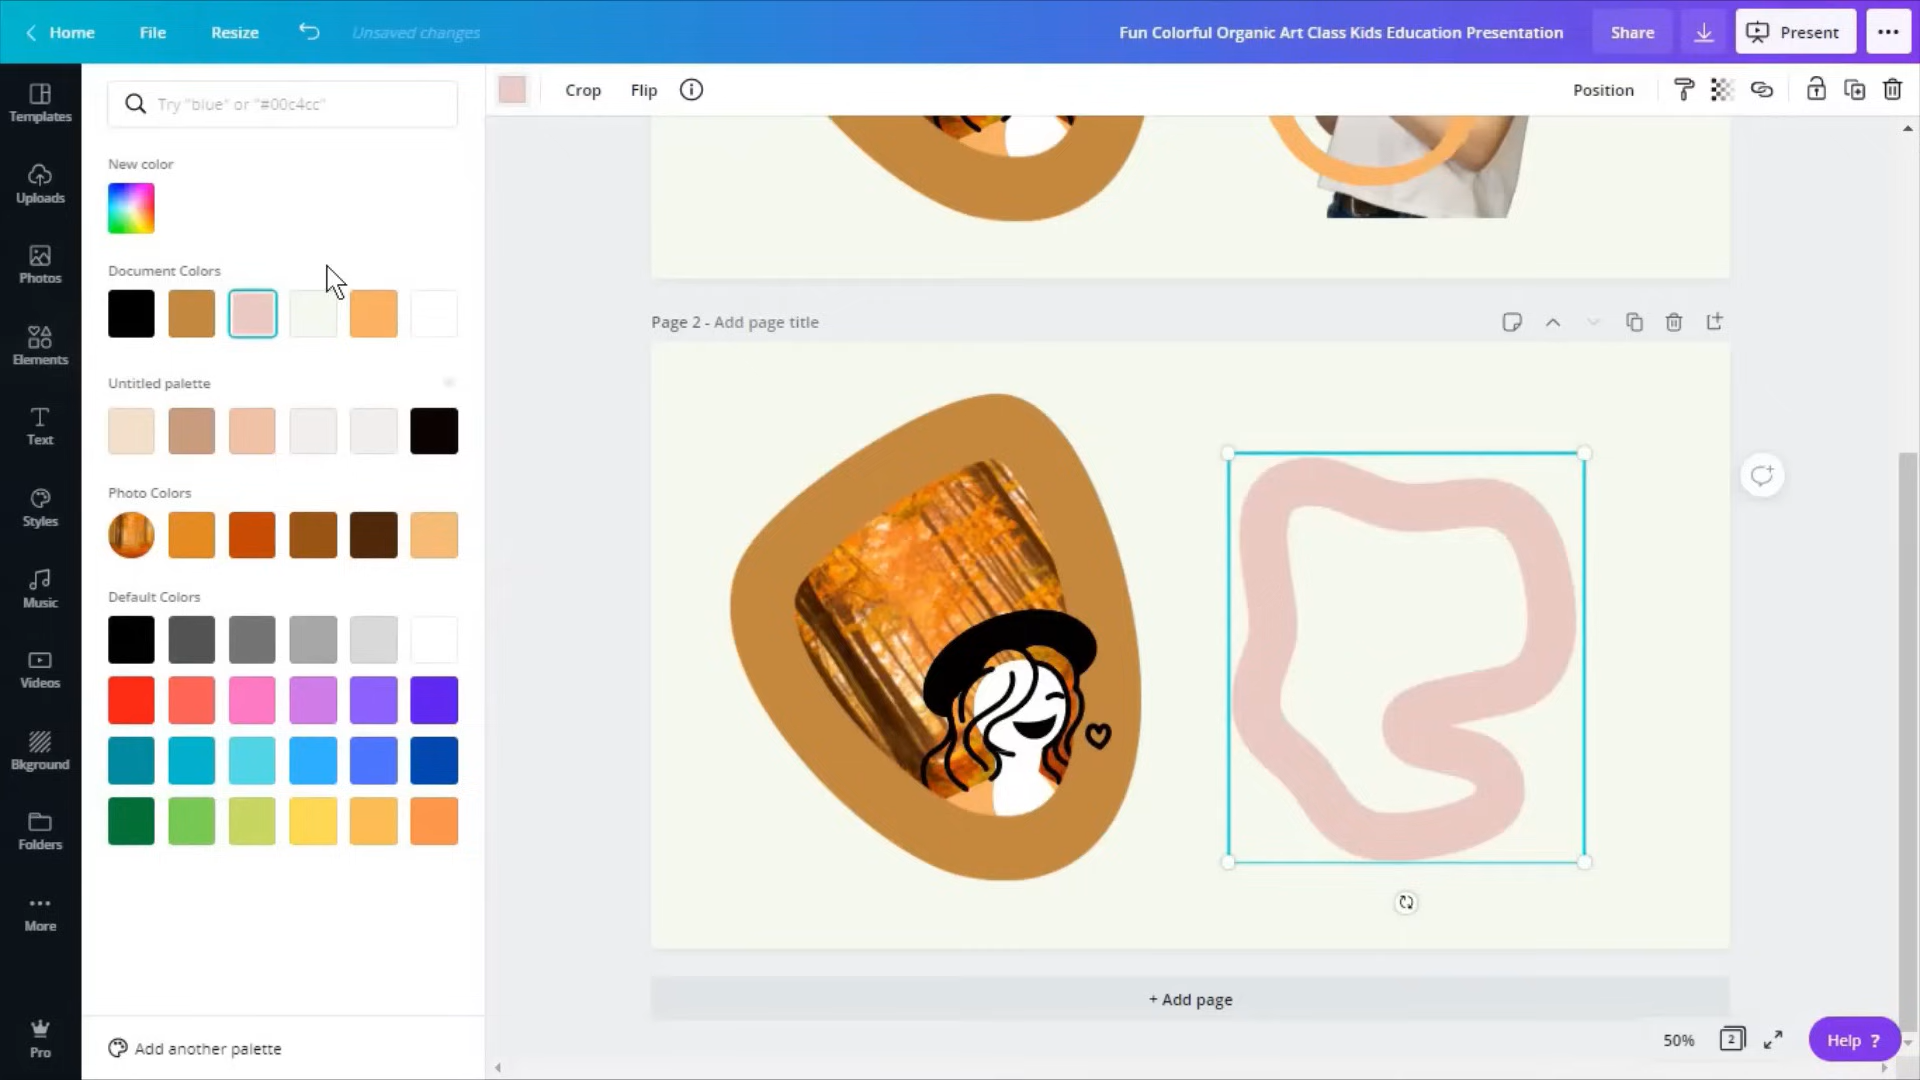 Home
File
Resize
Unsaved changes
Fun Colorful Organic Art Class Kids Education Presentation
Share
Present
Templates
Uploads
Photos
Elements
Text
Styles
Music
Videos
Bkground
Folders
More
Pro
Try "blue" or "#00c4cc"
New color
Document Colors
Untitled palette
Photo Colors
Default Colors
Add another palette
Crop
Flip
Position
Page 2 - Add page title
+ Add page
50%
2
Help ?